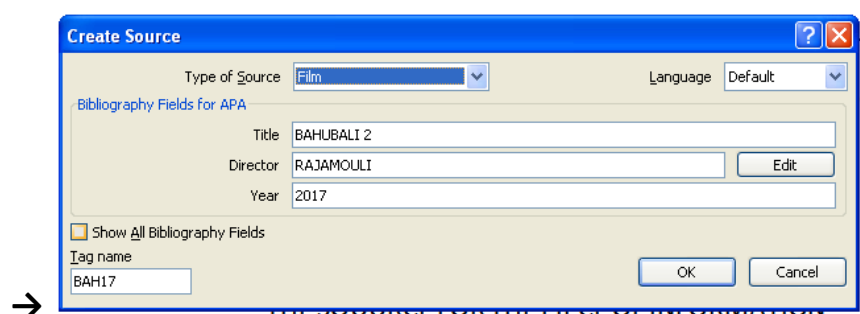 Create Source
Type of Source Film Language Default
Bibliography Fields for APA
Title BAHUBALI 2
Director RAJAMOULI Edit
Year 2017
Show All Bibliography Fields
Tag name
BAH17 OK Cancel
→